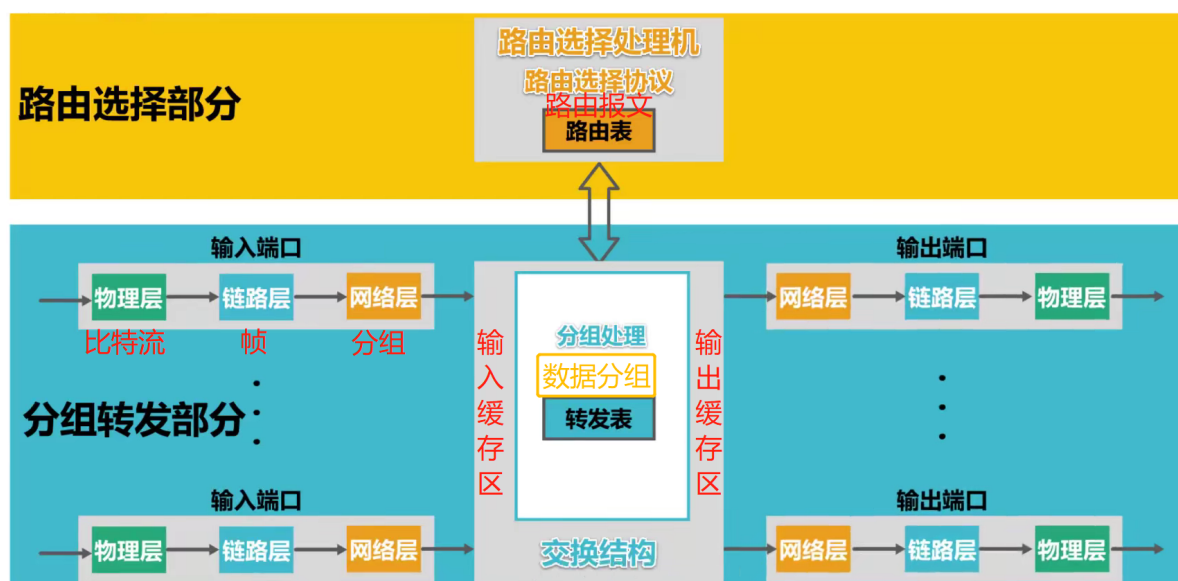 路由选择处理机
路由选择协议
路由报文
路由表
路由选择部分
输入端口
输出端口
物理层
链路层
网络层
网络层
链路层
物理层
比特流
帧
分组
输入缓存区
分组处理
数据分组
转发表
输出缓存区
分组转发部分
输入端口
输出端口
物理层
链路层
网络层
交换结构
网络层
链路层
物理层